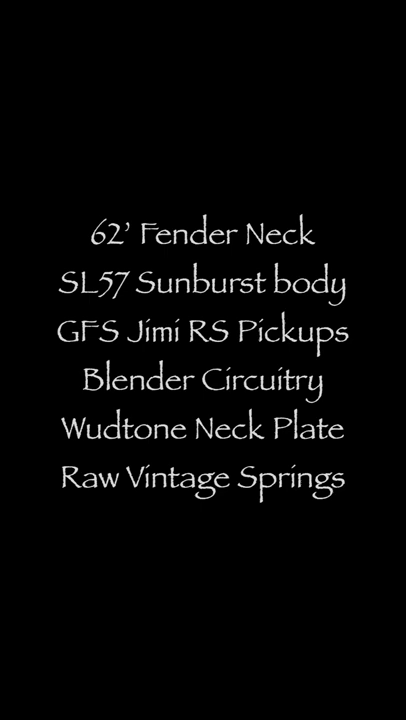 62’ Fender Neck
SL57 Sunburst body
GFS Jimi RS Pickups
Blender Circuitry
Wudtone Neck Plate
Raw Vintage Springs